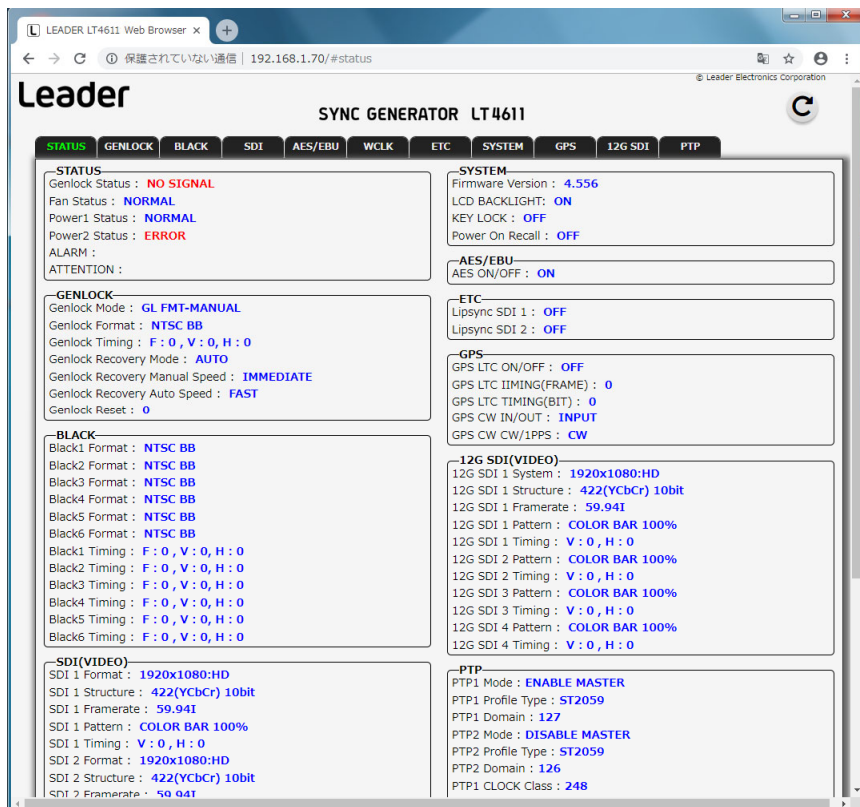 LEADER LT4611 Web Browser
保護されていない通信 | 192.168.1.70/#status
© Leader Electronics Corporation
Leader
SYNC GENERATOR LT4611
STATUS GENLOCK BLACK SDI AES/EBU WCLK ETC SYSTEM GPS 12G SDI PTP
STATUS
Genlock Status : NO SIGNAL
Fan Status : NORMAL
Power1 Status : NORMAL
Power2 Status : ERROR
ALARM :
ATTENTION :
GENLOCK
Genlock Mode : GL FMT-MANUAL
Genlock Format : NTSC BB
Genlock Timing : F : 0 , V : 0, H : 0
Genlock Recovery Mode : AUTO
Genlock Recovery Manual Speed : IMMEDIATE
Genlock Recovery Auto Speed : FAST
Genlock Reset : 0
BLACK
Black1 Format : NTSC BB
Black2 Format : NTSC BB
Black3 Format : NTSC BB
Black4 Format : NTSC BB
Black5 Format : NTSC BB
Black6 Format : NTSC BB
Black1 Timing : F : 0 , V : 0, H : 0
Black2 Timing : F : 0 , V : 0, H : 0
Black3 Timing : F : 0 , V : 0, H : 0
Black4 Timing : F : 0 , V : 0, H : 0
Black5 Timing : F : 0 , V : 0, H : 0
Black6 Timing : F : 0 , V : 0, H : 0
SDI(VIDEO)
SDI 1 Format : 1920x1080:HD
SDI 1 Structure : 422(YCbCr) 10bit
SDI 1 Framerate : 59.94I
SDI 1 Pattern : COLOR BAR 100%
SDI 1 Timing : V : 0 , H : 0
SDI 2 Format : 1920x1080:HD
SDI 2 Structure : 422(YCbCr) 10bit
SDI 2 Framerate : 59.94I
SYSTEM
Firmware Version : 4.556
LCD BACKLIGHT: ON
KEY LOCK : OFF
Power On Recall : OFF
AES/EBU
AES ON/OFF : ON
ETC
Lipsync SDI 1 : OFF
Lipsync SDI 2 : OFF
GPS
GPS LTC ON/OFF : OFF
GPS LTC IIMING(FRAME) : 0
GPS LTC TIMING(BIT) : 0
GPS CW IN/OUT : INPUT
GPS CW CW/1PPS : CW
12G SDI(VIDEO)
12G SDI 1 System : 1920x1080:HD
12G SDI 1 Structure : 422(YCbCr) 10bit
12G SDI 1 Framerate : 59.94I
12G SDI 1 Pattern : COLOR BAR 100%
12G SDI 1 Timing : V : 0 , H : 0
12G SDI 2 Pattern : COLOR BAR 100%
12G SDI 2 Timing : V : 0 , H : 0
12G SDI 3 Pattern : COLOR BAR 100%
12G SDI 3 Timing : V : 0 , H : 0
12G SDI 4 Pattern : COLOR BAR 100%
12G SDI 4 Timing : V : 0 , H : 0
PTP
PTP1 Mode : ENABLE MASTER
PTP1 Profile Type : ST2059
PTP1 Domain : 127
PTP2 Mode : DISABLE MASTER
PTP2 Profile Type : ST2059
PTP2 Domain : 126
PTP1 CLOCK Class : 248